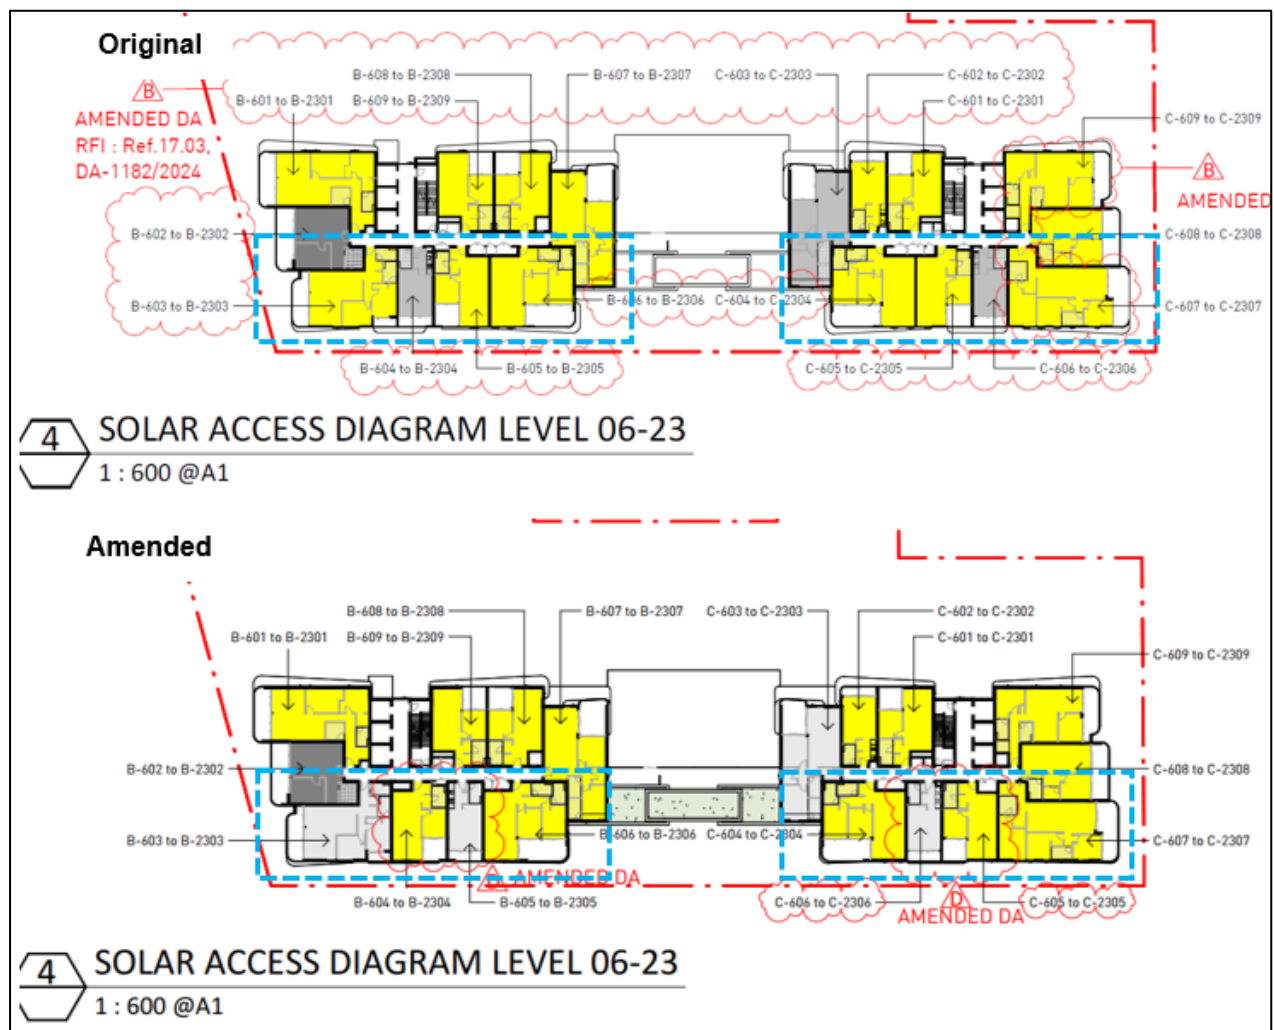 Original
B-608 to B-2308
B-607 to B-2307
C-603 to C-2303
C-602 to C-2302
B
B-601 to B-2301
B-609 to B-2309
C-601 to C-2301
AMENDED DA
C-609 to C-2309
RFI : Ref.17.03,
DA-1182/2024
B
AMENDED
B-602 to B-2302
C-608 to C-2308
B-603 to B-2303
B-606 to B-2306
C-604 to C-2304
C-607 to C-2307
B-604 to B-2304
B-605 to B-2305
C-605 to C-2305
C-606 to C-2306
4
SOLAR ACCESS DIAGRAM LEVEL 06-23
1 : 600 @A1
Amended
B-608 to B-2308
B-607 to B-2307
C-603 to C-2303
C-602 to C-2302
B-601 to B-2301
B-609 to B-2309
C-601 to C-2301
C-609 to C-2309
B-602 to B-2302
C-608 to C-2308
B-603 to B-2303
B-606 to B-2306
C-604 to C-2304
C-607 to C-2307
AMENDED DA
B-604 to B-2304
B-605 to B-2305
C-606 to C-2306
D
C-605 to C-2305
AMENDED DA
4
SOLAR ACCESS DIAGRAM LEVEL 06-23
1 : 600 @A1